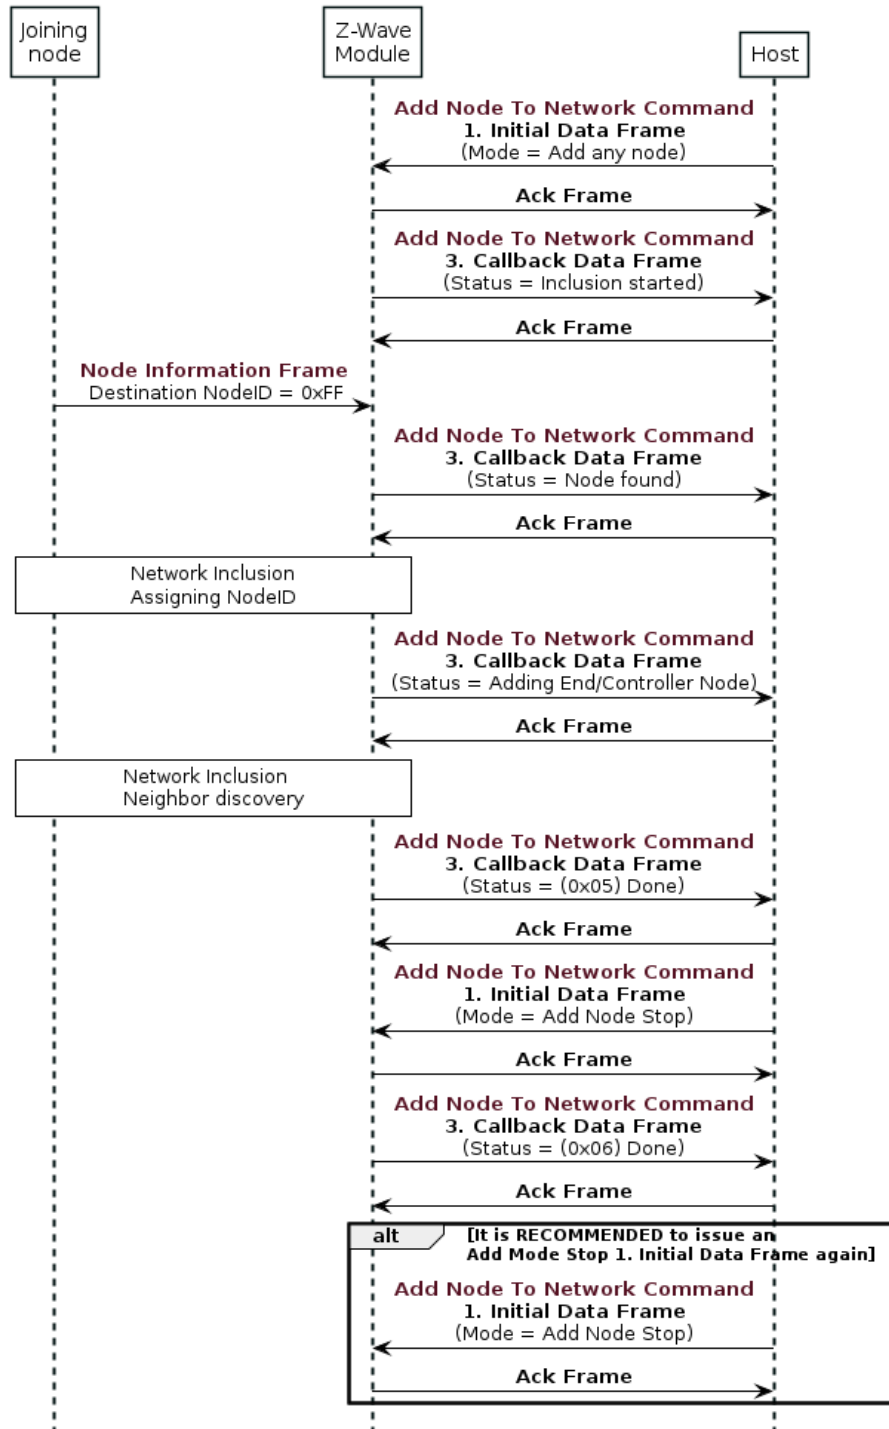 Joining
node
Z-Wave
Module
Host
Add Node To Network Command
1. Initial Data Frame
(Mode = Add any node)
Ack Frame
Add Node To Network Command
3. Callback Data Frame
(Status = Inclusion started)
Ack Frame
Node Information Frame
Destination NodeID = 0xFF
Add Node To Network Command
3. Callback Data Frame
(Status = Node found)
Ack Frame
Network Inclusion
Assigning NodeID
Add Node To Network Command
3. Callback Data Frame
(Status = Adding End/Controller Node)
Ack Frame
Network Inclusion
Neighbor discovery
Add Node To Network Command
3. Callback Data Frame
(Status = (0x05) Done)
Ack Frame
Add Node To Network Command
1. Initial Data Frame
(Mode = Add Node Stop)
Ack Frame
Add Node To Network Command
3. Callback Data Frame
(Status = (0x06) Done)
Ack Frame
alt
[It is RECOMMENDED to issue an
Add Mode Stop 1. Initial Data Frame again]
Add Node To Network Command
1. Initial Data Frame
(Mode = Add Node Stop)
Ack Frame